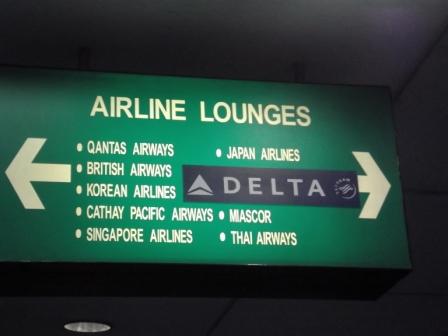 AIRLINE LOUNGES
• QANTAS AIRWAYS
• BRITISH AIRWAYS
• KOREAN AIRLINES
• CATHAY PACIFIC AIRWAYS
• SINGAPORE AIRLINES
• JAPAN AIRLINES
DELTA
• MIASCOR
• THAI AIRWAYS